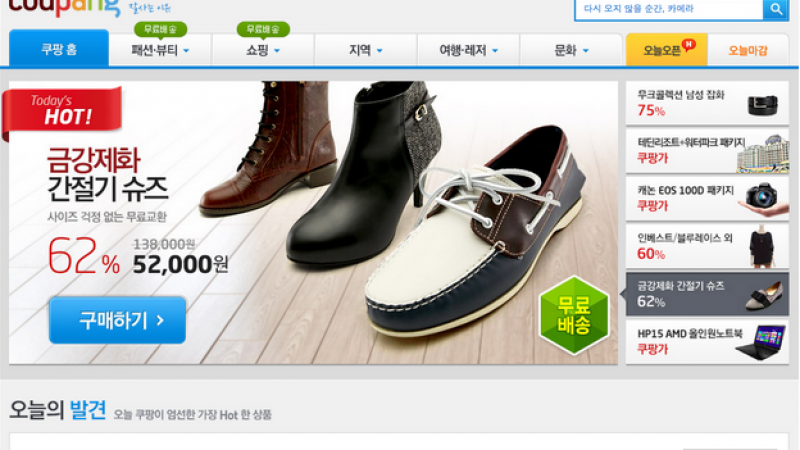 coupang 잘사는 이유
다시 오지 않을 순간, 카메라
무료배송
무료배송
쿠팡 홈
패션·뷰티
쇼핑
지역
여행·레저
문화
오늘오픈 H
오늘마감
Today's
HOT!
금강제화
간절기 슈즈
사이즈 걱정 없는 무료교환
62%
138,000원
52,000원
구매하기 >
무료
배송
무크콜렉션 남성 잡화
75%
테딘리조트+워터파크 패키지
쿠팡가
캐논 EOS 100D 패키지
쿠팡가
인베스트/블루레이스 외
60%
금강제화 간절기 슈즈
62%
HP15 AMD 올인원노트북
쿠팡가
오늘의 발견 오늘 쿠팡이 엄선한 가장 Hot 한 상품